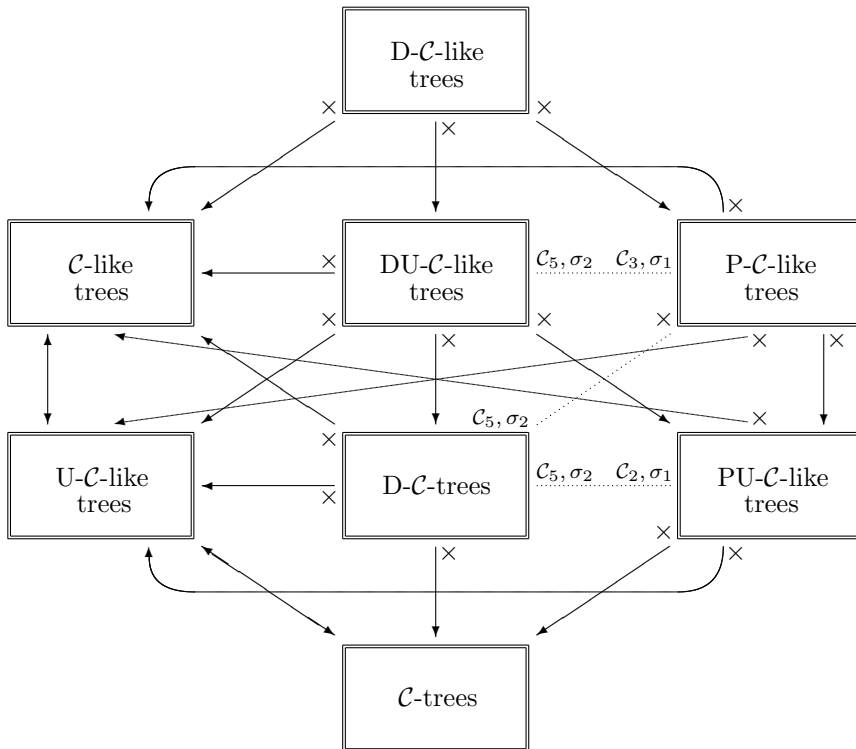 D-𝒞-like
trees
×
×
×
×
𝒞-like
trees
×
DU-𝒞-like
trees
𝒞₅, σ₂
𝒞₃, σ₁
P-𝒞-like
trees
×
×
×
×
×
×
×
𝒞₅, σ₂
×
×
U-𝒞-like
trees
×
D-𝒞-trees
𝒞₅, σ₂
𝒞₂, σ₁
PU-𝒞-like
trees
×
×
×
𝒞-trees